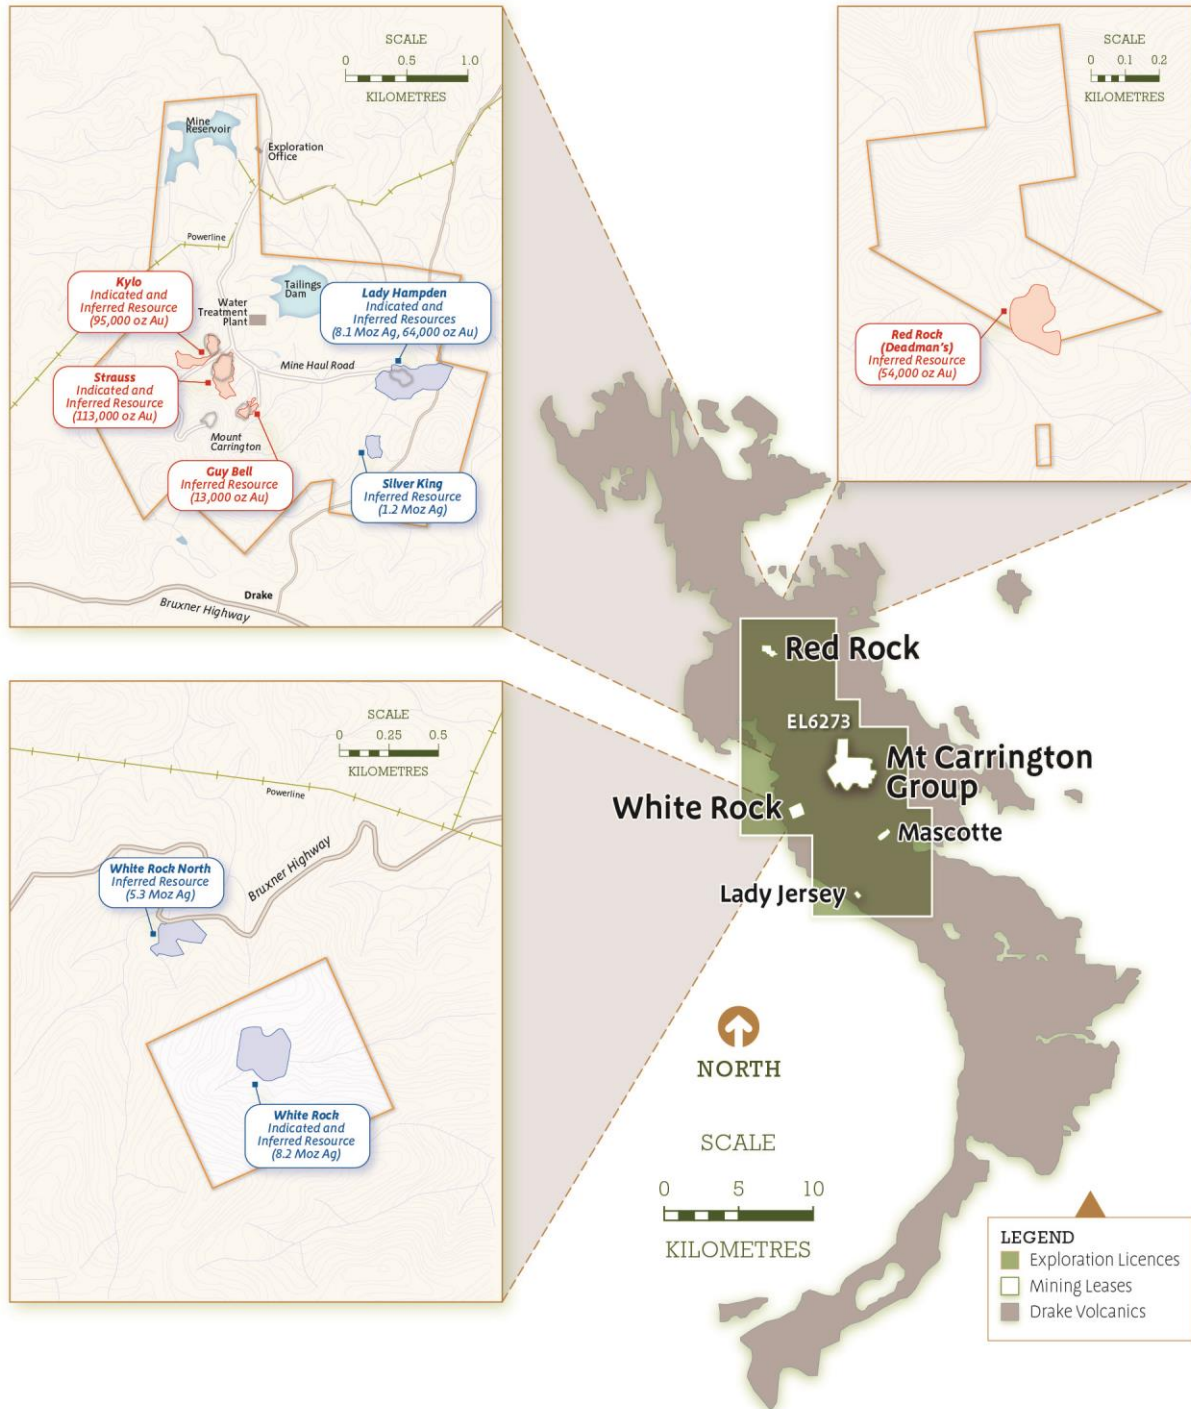 SCALE
0 0.5 1.0
KILOMETRES
Mine
Reservoir
Exploration
Office
Powerline
Kylo
Indicated and
Inferred Resource
(95,000 oz Au)
Tailings
Dam
Water
Treatment
Plant
Lady Hampden
Indicated and
Inferred Resources
(8.1 Moz Ag, 64,000 oz Au)
Mine Haul Road
Strauss
Indicated and
Inferred Resource
(113,000 oz Au)
Mount
Carrington
Guy Bell
Inferred Resource
(13,000 oz Au)
Silver King
Inferred Resource
(1.2 Moz Ag)
Drake
Bruxner Highway
SCALE
0 0.1 0.2
KILOMETRES
Red Rock
(Deadman's)
Inferred Resource
(54,000 oz Au)
SCALE
0 0.25 0.5
KILOMETRES
Powerline
White Rock North
Inferred Resource
(5.3 Moz Ag)
Bruxner Highway
White Rock
Indicated and
Inferred Resource
(8.2 Moz Ag)
Red Rock
EL6273
Mt Carrington
Group
White Rock
Mascotte
Lady Jersey
NORTH
SCALE
0 5 10
KILOMETRES
LEGEND
Exploration Licences
Mining Leases
Drake Volcanics